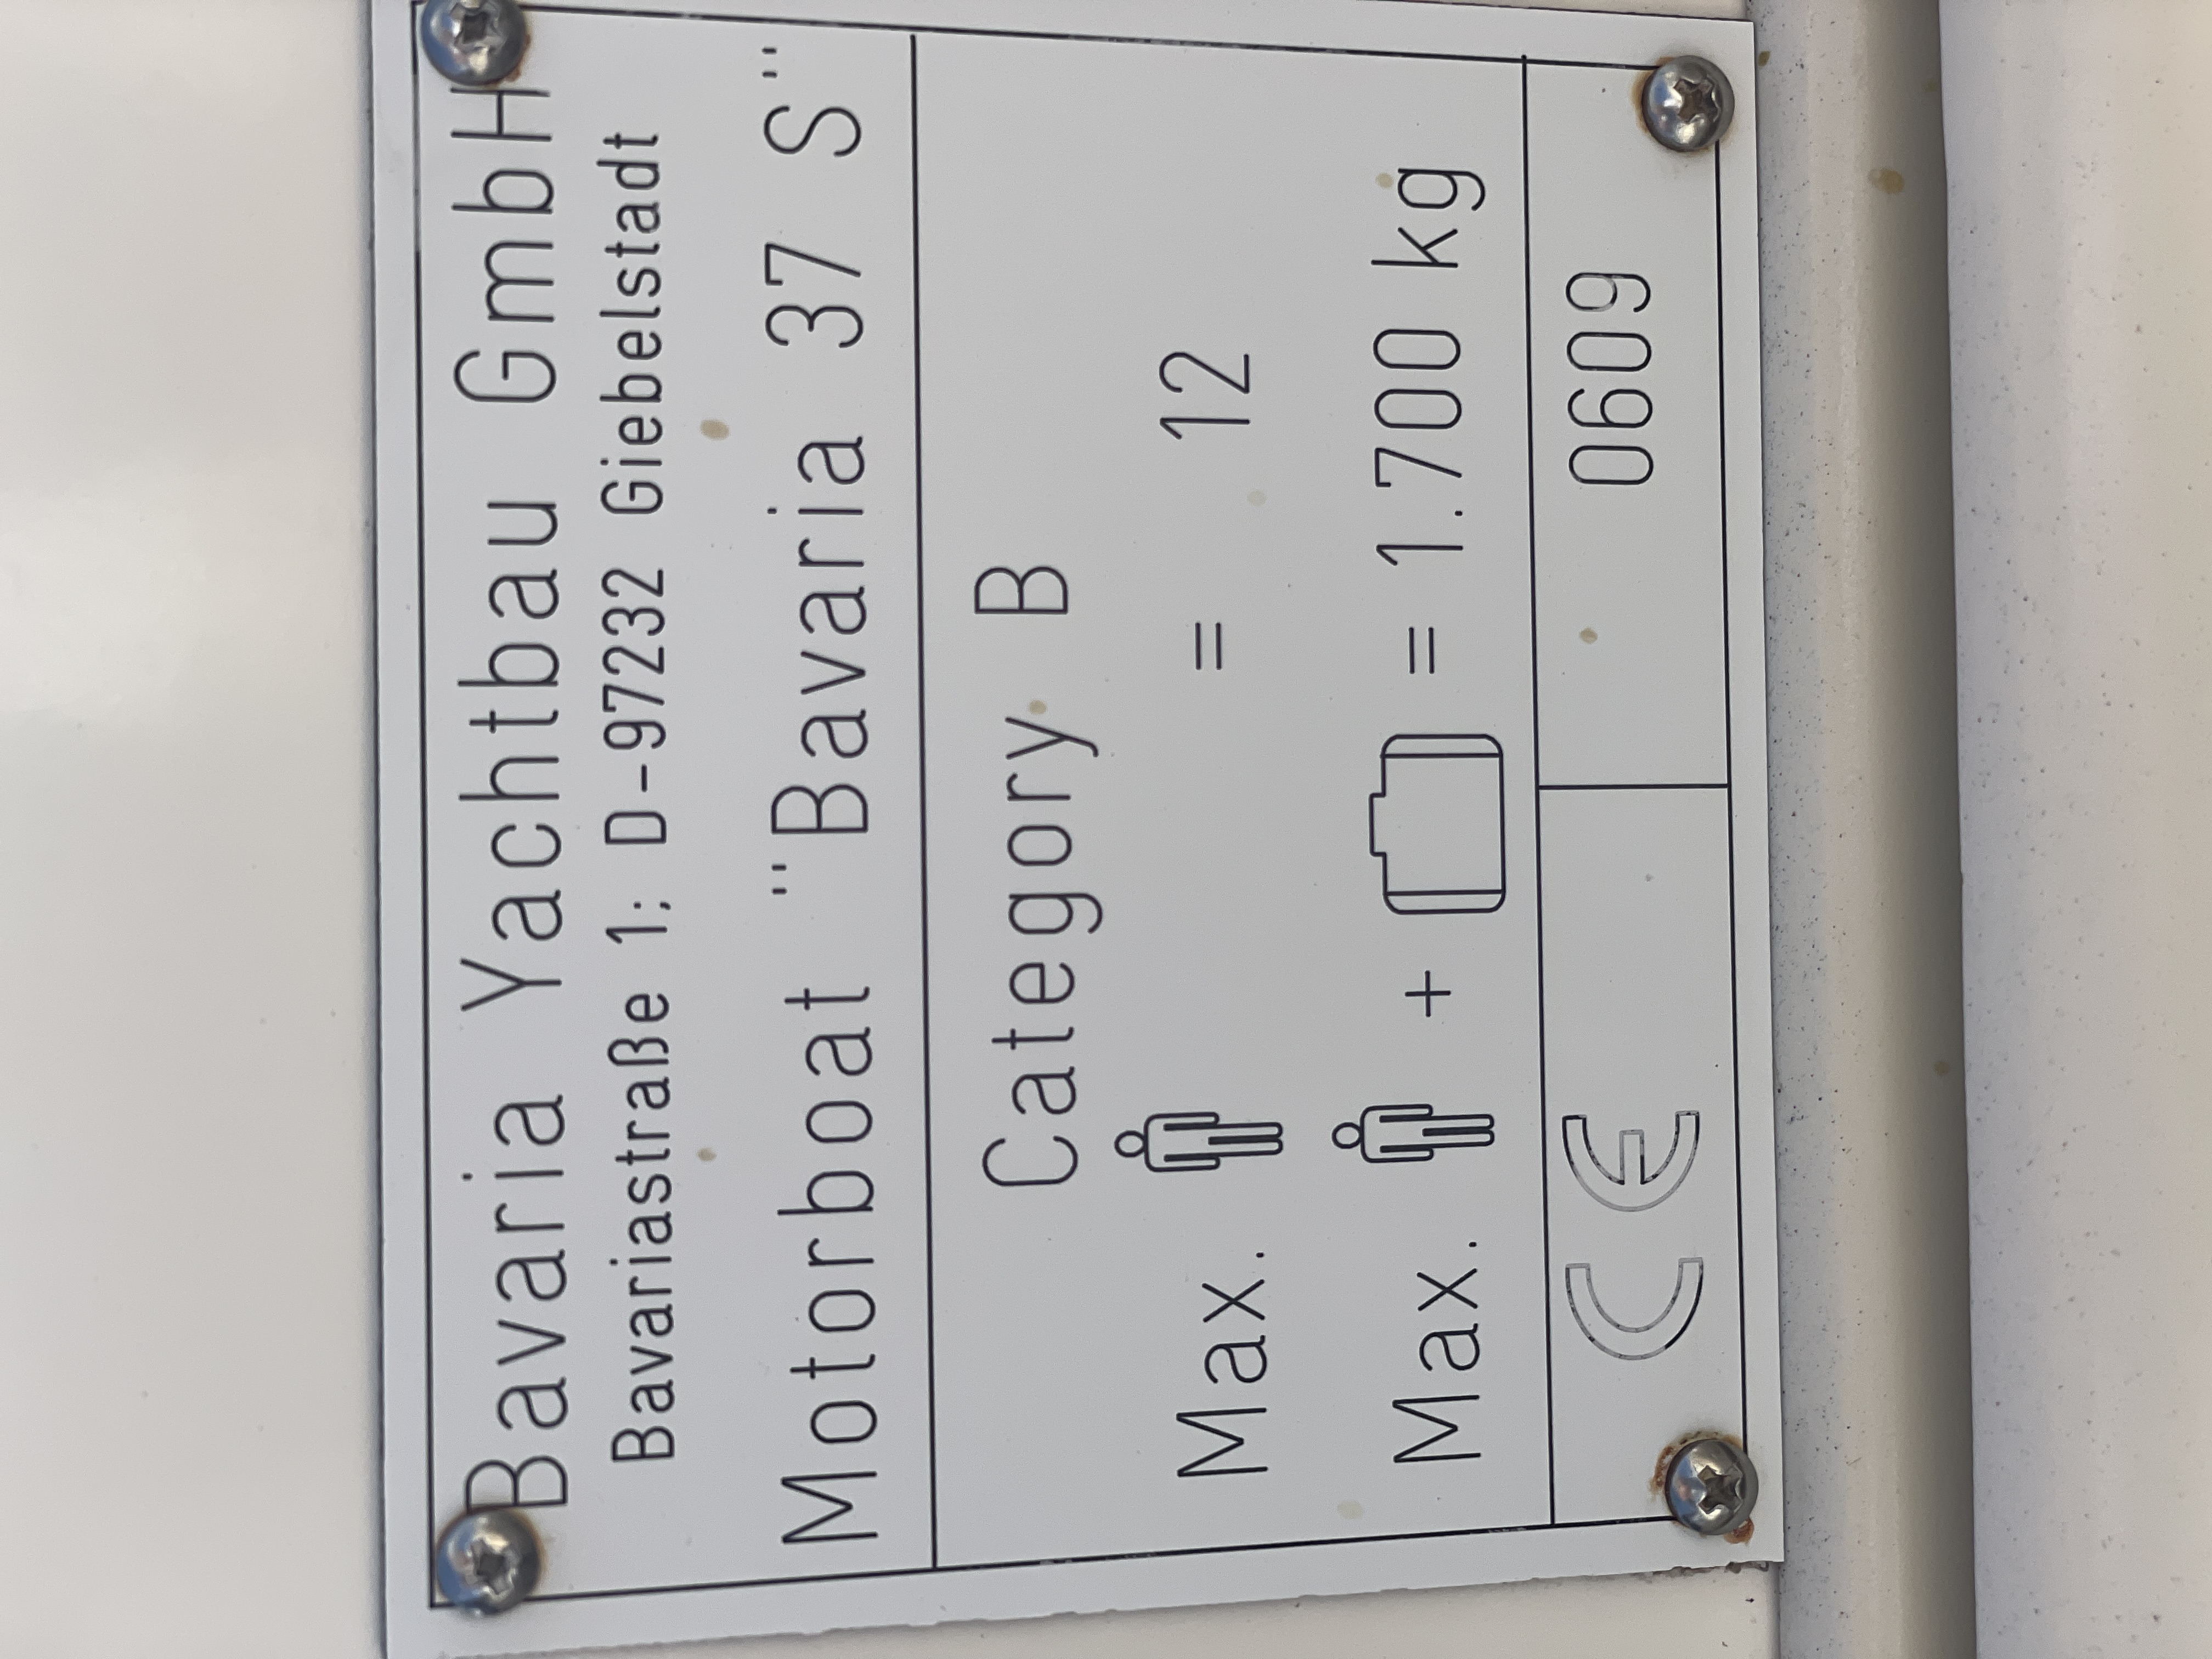 Bavaria Yachtbau GmbH
Bavariastraße 1; D-97232 Giebelstadt
Motorboat "Bavaria 37 S"
Category B
Max. = 12
Max. + = 1.700 kg
CE 0609